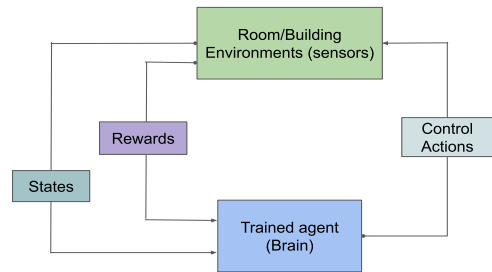 Room/Building
Environments (sensors)
Rewards
Control
Actions
States
Trained agent
(Brain)